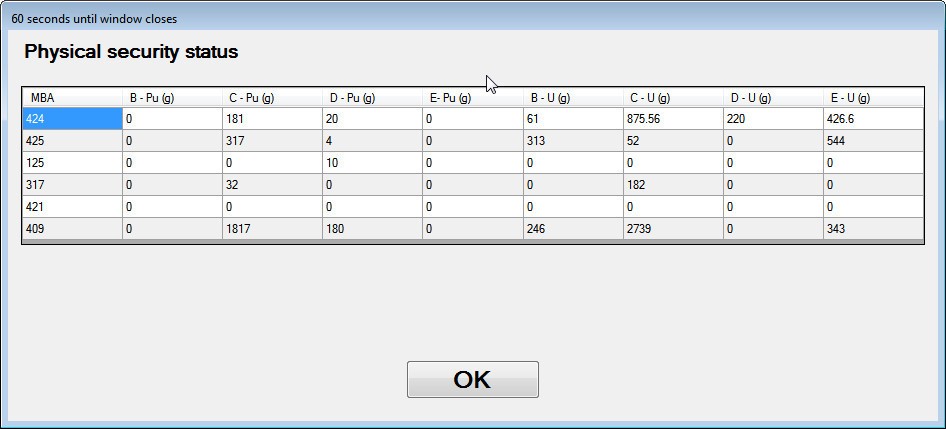 60 seconds until window closes
Physical security status
MBA B - Pu (g) C - Pu (g) D - Pu (g) E- Pu (g) B - U (g) C - U (g) D - U (g) E - U (g)
424 0 181 20 0 61 875.56 220 426.6
425 0 317 4 0 313 52 0 544
125 0 0 10 0 0 0 0 0
317 0 32 0 0 0 182 0 0
421 0 0 0 0 0 0 0 0
409 0 1817 180 0 246 2739 0 343
OK